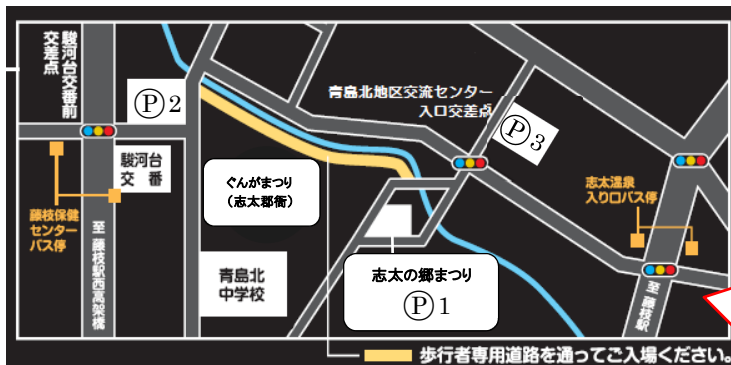 駿河台交番前
交差点
Ⓟ2
青島北地区交流センター
入口交差点
Ⓟ3
駿河台
交番
ぐんがまつり
(志太郡衙)
志太温泉
入り口バス停
藤枝保健
センター
バス停
至 藤枝駅西高架橋
青島北
中学校
志太の郷まつり
Ⓟ1
至 藤枝駅
歩行者専用道路を通ってご入場ください。